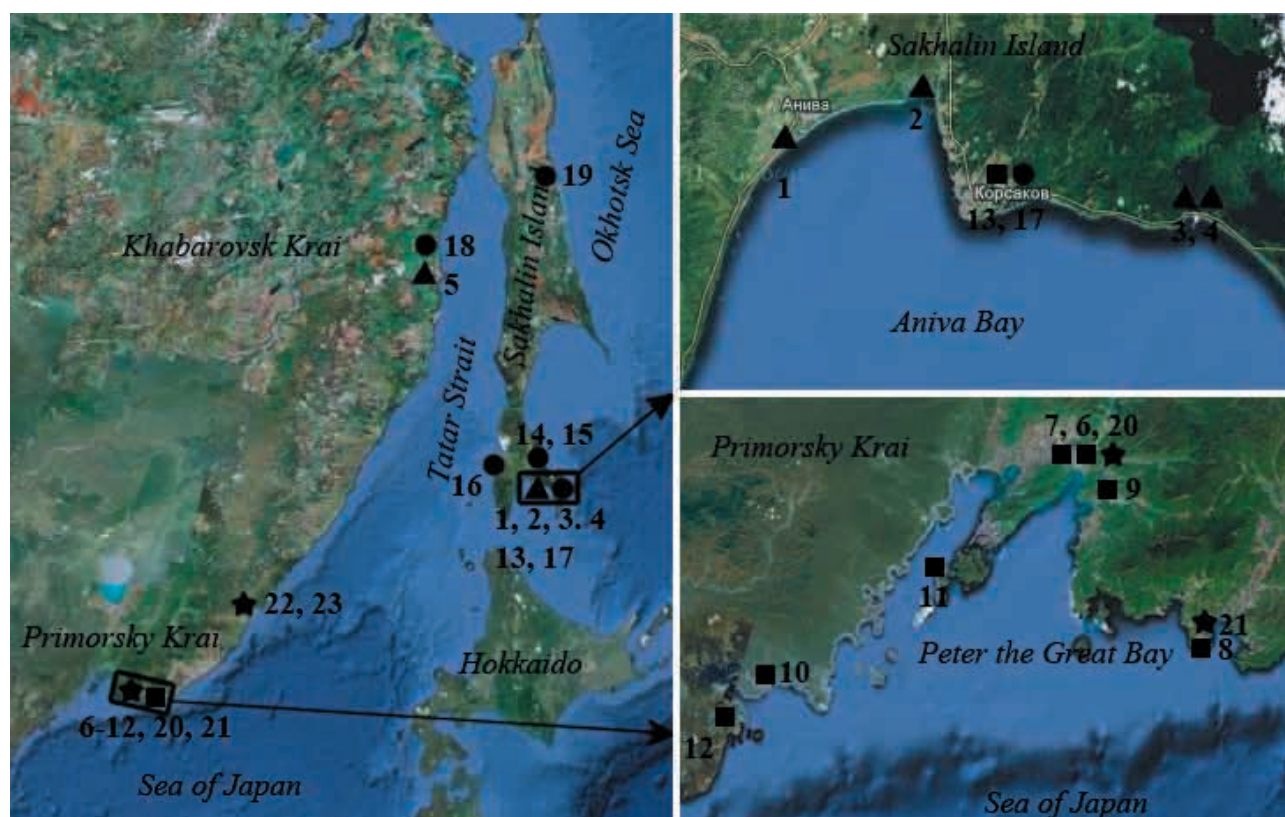 Khabarovsk Krai
18
5
19
Sakhalin Island
Okhotsk Sea
Tatar Strait
14, 15
16
1, 2, 3. 4
13, 17
22, 23
Primorsky Krai
Hokkaido
6-12, 20, 21
Sea of Japan
Sakhalin Island
Анива
2
1
Корсаков
13, 17
3, 4
Aniva Bay
7, 6, 20
Primorsky Krai
9
11
21
Peter the Great Bay
8
10
12
Sea of Japan